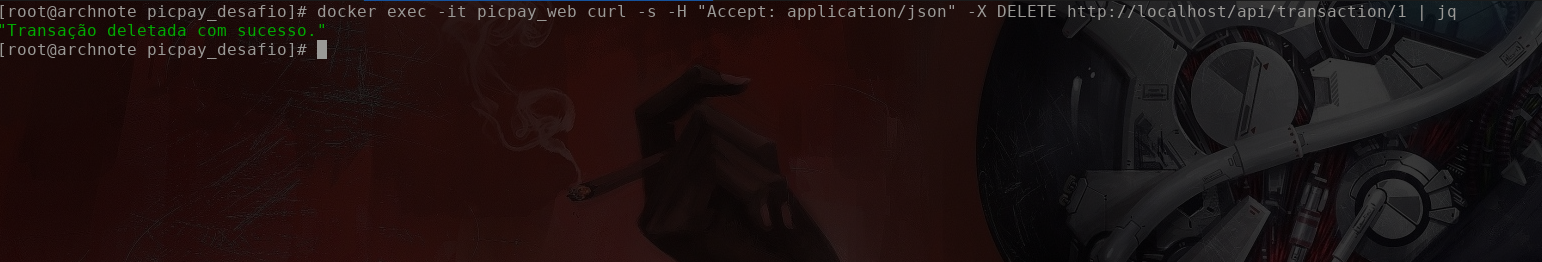 [root@archnote picpay_desafio]# docker exec -it picpay_web curl -s -H "Accept: application/json" -X DELETE http://localhost/api/transaction/1 | jq
"Transação deletada com sucesso."
[root@archnote picpay_desafio]#